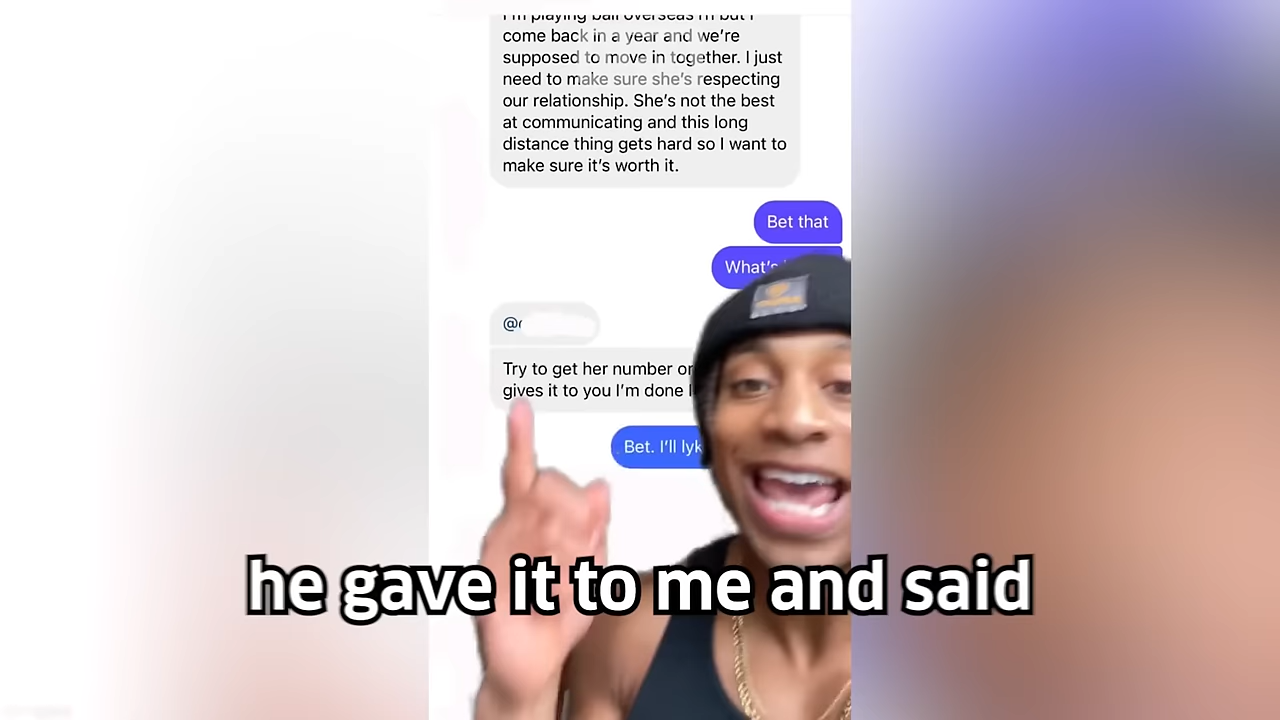 come back in a year and we're
supposed to move in together. I just
need to make sure she's respecting
our relationship. She's not the best
at communicating and this long
distance thing gets hard so I want to
make sure it's worth it.
Bet that
What's
Try to get her number or
gives it to you I'm done
Bet. I'll lyk
he gave it to me and said